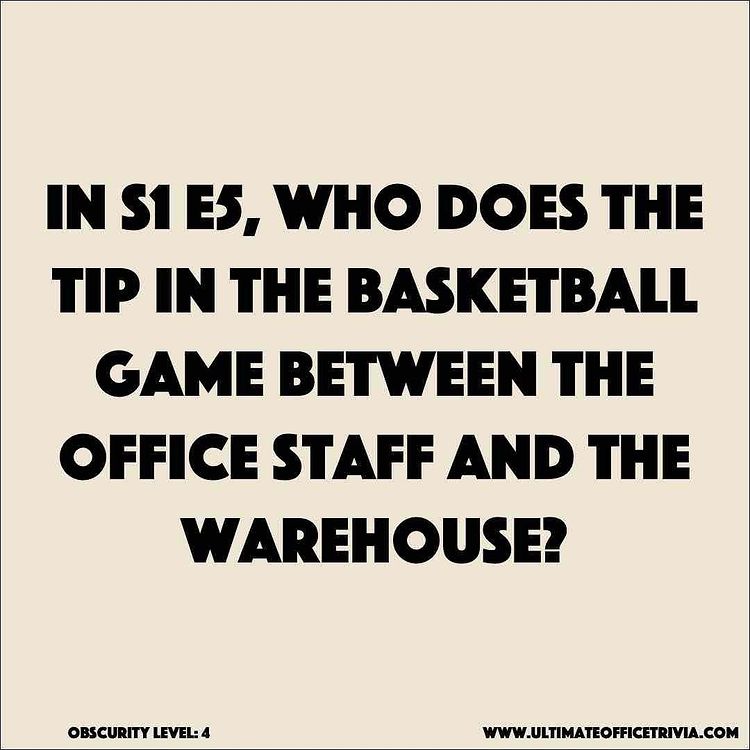 IN S1 E5, WHO DOES THE
TIP IN THE BASKETBALL
GAME BETWEEN THE
OFFICE STAFF AND THE
WAREHOUSE?
OBSCURITY LEVEL: 4
WWW.ULTIMATEOFFICETRIVIA.COM